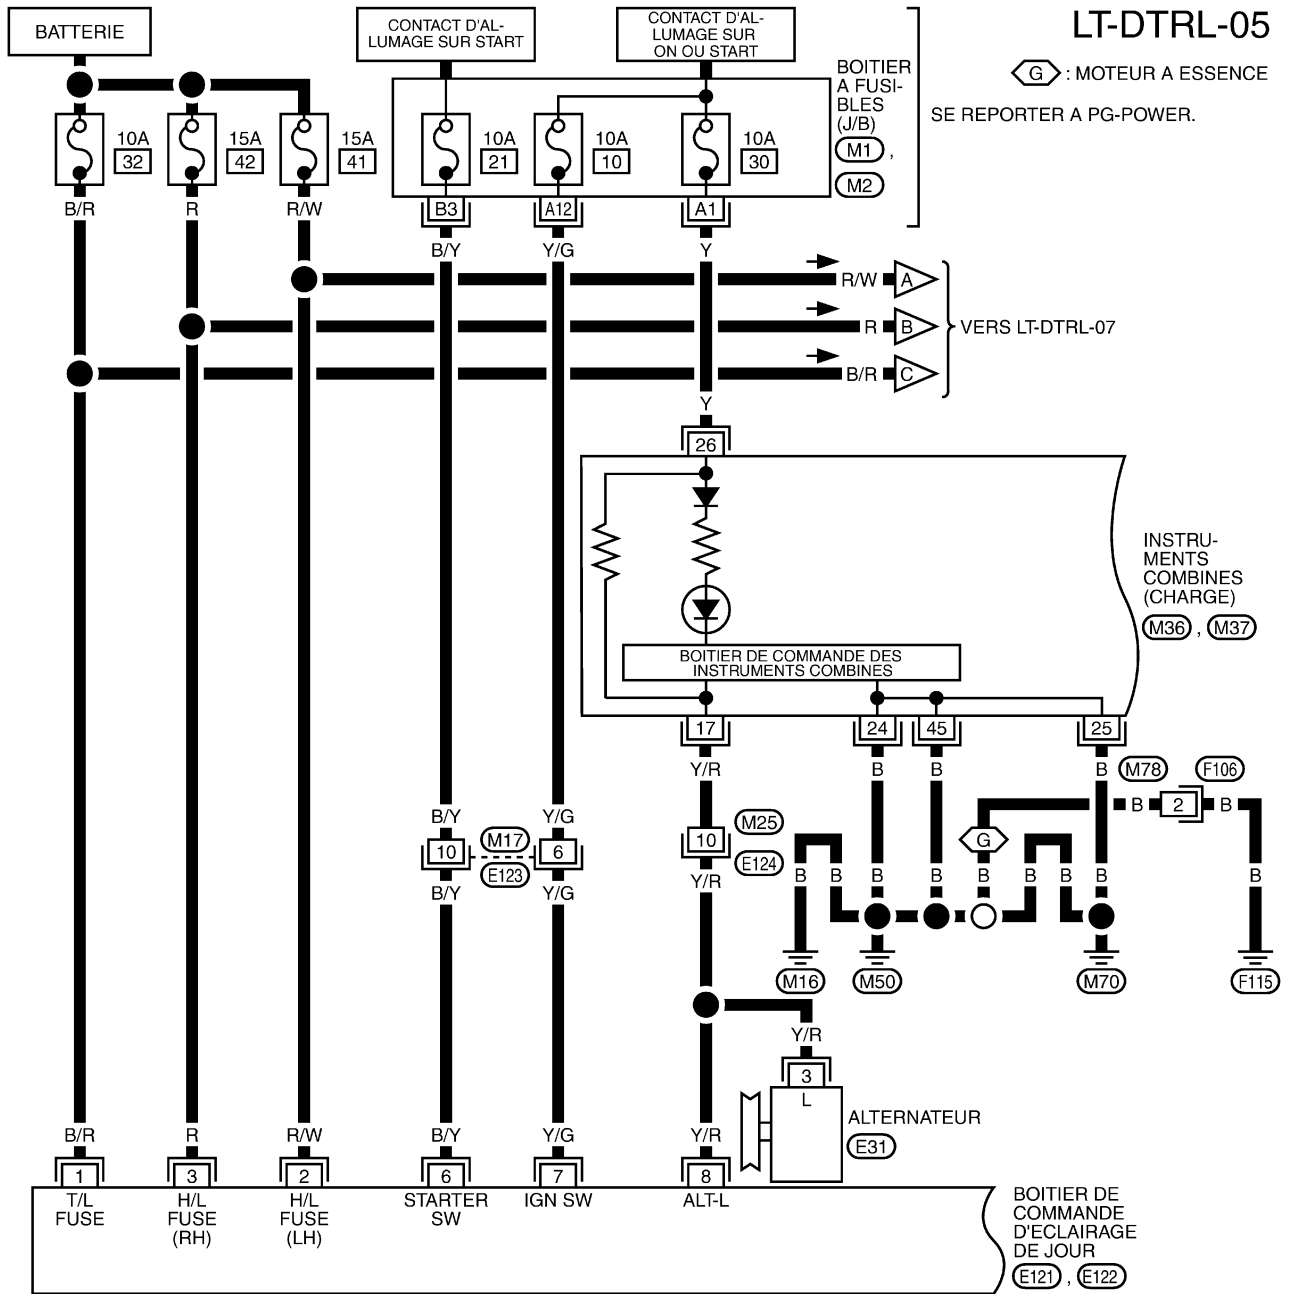 LT-DTRL-05
BATTERIE
CONTACT D'AL-
LUMAGE SUR START
CONTACT D'AL-
LUMAGE SUR
ON OU START
G : MOTEUR A ESSENCE
SE REPORTER A PG-POWER.
BOITIER
A FUSI-
BLES
(J/B)
M1 ,
M2
10A
32
15A
42
15A
41
10A
21
10A
10
10A
30
B/R
R
R/W
B3
A12
A1
B/Y
Y/G
Y
R/W
A
R
B
VERS LT-DTRL-07
B/R
C
Y
26
INSTRU-
MENTS
COMBINES
(CHARGE)
M36 , M37
BOITIER DE COMMANDE DES
INSTRUMENTS COMBINES
17
24
45
25
Y/R
B
B
B
M78
F106
B
2
B
B/Y
Y/G
10
M17
E123
6
B/Y
Y/G
10
M25
E124
Y/R
G
B
B
B
B
B
B
B
B
B
M16
M50
M70
F115
Y/R
3
L
ALTERNATEUR
E31
B/R
R
R/W
B/Y
Y/G
Y/R
1
3
2
6
7
8
T/L
FUSE
H/L
FUSE
(RH)
H/L
FUSE
(LH)
STARTER
SW
IGN SW
ALT-L
BOITIER DE
COMMANDE
D'ECLAIRAGE
DE JOUR
E121 , E122